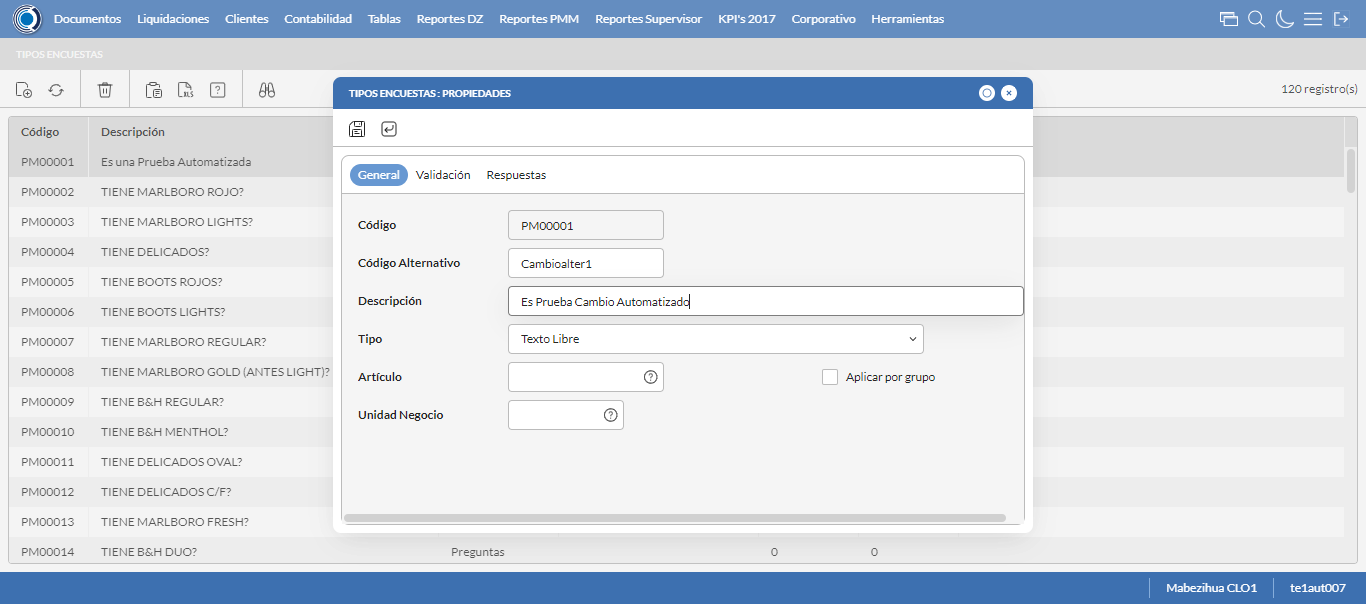 Documentos Liquidaciones Clientes Contabilidad Tablas Reportes DZ Reportes PMM Reportes Supervisor KPI's 2017 Corporativo Herramientas
TIPOS ENCUESTAS
XLS ? 120 registro(s)
TIPOS ENCUESTAS : PROPIEDADES
General Validación Respuestas
Código PM00001
Código Alternativo Cambioalter1
Descripción Es Prueba Cambio Automatizado
Tipo Texto Libre
Artículo ? Aplicar por grupo
Unidad Negocio ?
Código Descripción
PM00001 Es una Prueba Automatizada
PM00002 TIENE MARLBORO ROJO?
PM00003 TIENE MARLBORO LIGHTS?
PM00004 TIENE DELICADOS?
PM00005 TIENE BOOTS ROJOS?
PM00006 TIENE BOOTS LIGHTS?
PM00007 TIENE MARLBORO REGULAR?
PM00008 TIENE MARLBORO GOLD (ANTES LIGHT)?
PM00009 TIENE B&H REGULAR?
PM00010 TIENE B&H MENTHOL?
PM00011 TIENE DELICADOS OVAL?
PM00012 TIENE DELICADOS C/F?
PM00013 TIENE MARLBORO FRESH?
PM00014 TIENE B&H DUO? Preguntas 0 0
Mabezihua CLO1 te1aut007